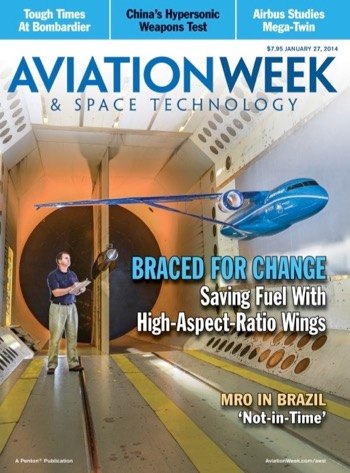 Tough Times
At Bombardier
China's Hypersonic
Weapons Test
Airbus Studies
Mega-Twin
$7.95 JANUARY 27, 2014
AVIATION WEEK
& SPACE TECHNOLOGY
BRACED FOR CHANGE
Saving Fuel With
High-Aspect-Ratio Wings
MRO IN BRAZIL
'Not-in-Time'
A Penton® Publication
AviationWeek.com/awst